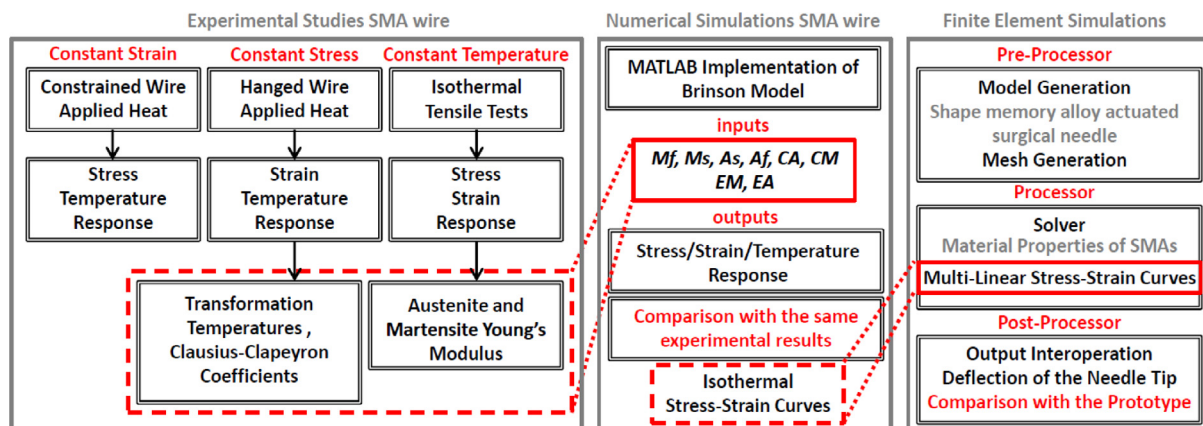 Experimental Studies SMA wire
Constant Strain
Constant Stress
Constant Temperature
Constrained Wire
Applied Heat
Hanged Wire
Applied Heat
Isothermal
Tensile Tests
Stress
Temperature
Response
Strain
Temperature
Response
Stress
Strain
Response
Transformation
Temperatures ,
Clausius-Clapeyron
Coefficients
Austenite and
Martensite Young's
Modulus
Numerical Simulations SMA wire
MATLAB Implementation of
Brinson Model
inputs
Mf, Ms, As, Af, CA, CM
EM, EA
outputs
Stress/Strain/Temperature
Response
Comparison with the same
experimental results
Isothermal
Stress-Strain Curves
Finite Element Simulations
Pre-Processor
Model Generation
Shape memory alloy actuated
surgical needle
Mesh Generation
Processor
Solver
Material Properties of SMAs
Multi-Linear Stress-Strain Curves
Post-Processor
Output Interoperation
Deflection of the Needle Tip
Comparison with the Prototype